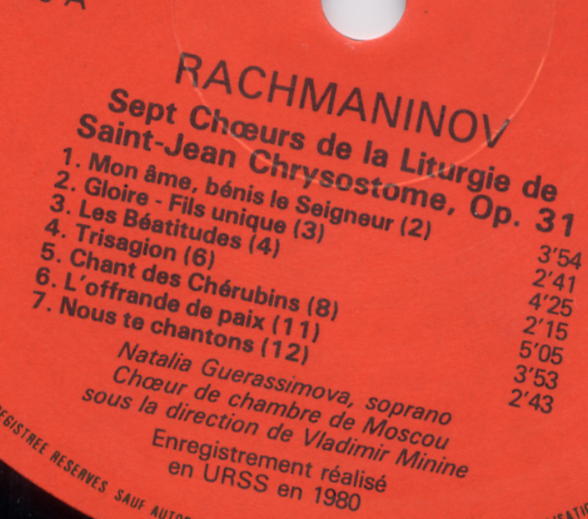 RACHMANINOV
Sept Chœurs de la Liturgie de
Saint-Jean Chrysostome, Op. 31
1. Mon âme, bénis le Seigneur (2) 3'54
2. Gloire - Fils unique (3) 2'41
3. Les Béatitudes (4) 4'25
4. Trisagion (6) 2'15
5. Chant des Chérubins (8) 5'05
6. L'offrande de paix (11) 3'53
7. Nous te chantons (12) 2'43
Natalia Guerassimova, soprano
Chœur de chambre de Moscou
sous la direction de Vladimir Minine
Enregistrement réalisé
en URSS en 1980
RESERVES SAUF